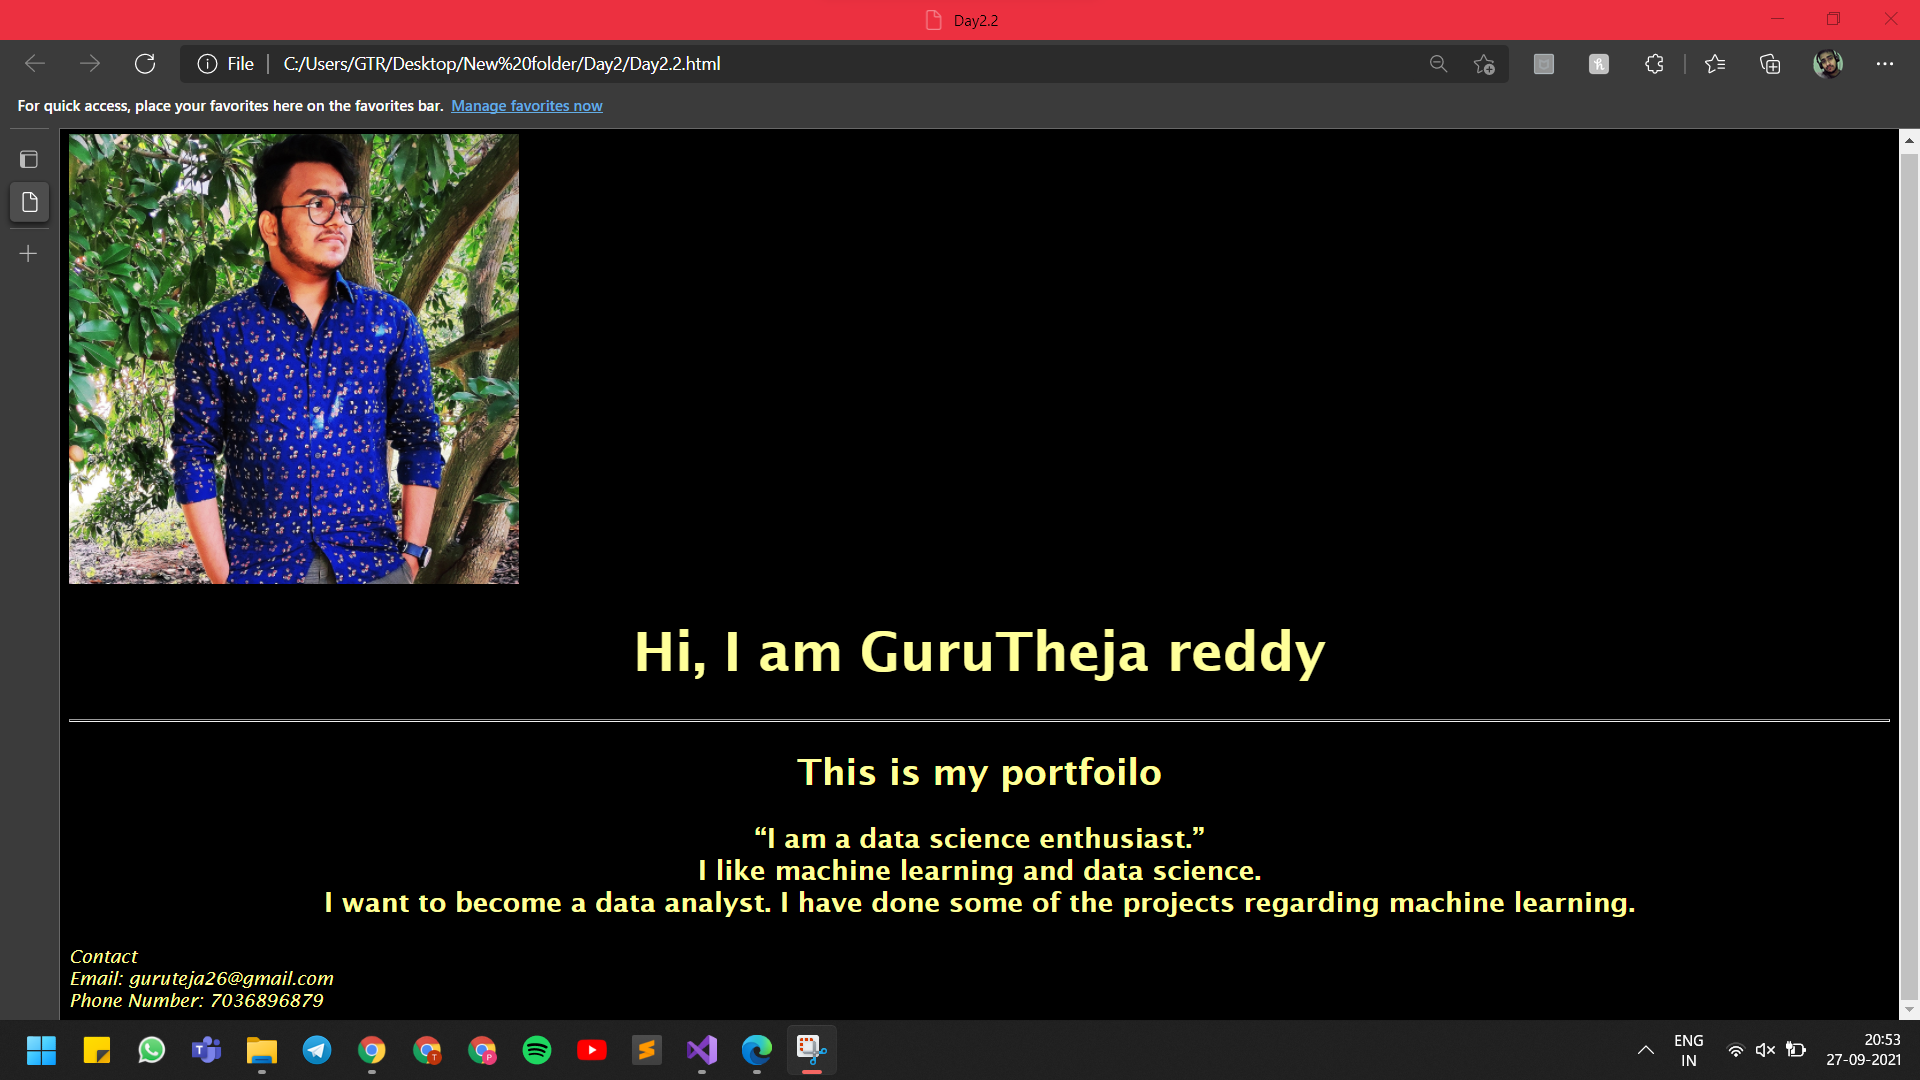 Day2.2
File
C:/Users/GTR/Desktop/New%20folder/Day2/Day2.2.html
For quick access, place your favorites here on the favorites bar. Manage favorites now
Hi, I am GuruTheja reddy
This is my portfoilo
“I am a data science enthusiast.”
I like machine learning and data science.
I want to become a data analyst. I have done some of the projects regarding machine learning.
Contact
Email: guruteja26@gmail.com
Phone Number: 7036896879
T
T
P
ENG
IN
20:53
27-09-2021